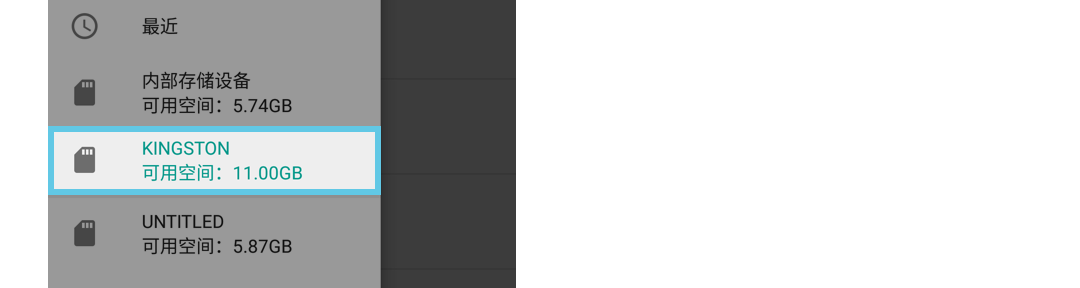 最近
内部存储设备
可用空间：5.74GB
KINGSTON
可用空间：11.00GB
UNTITLED
可用空间：5.87GB